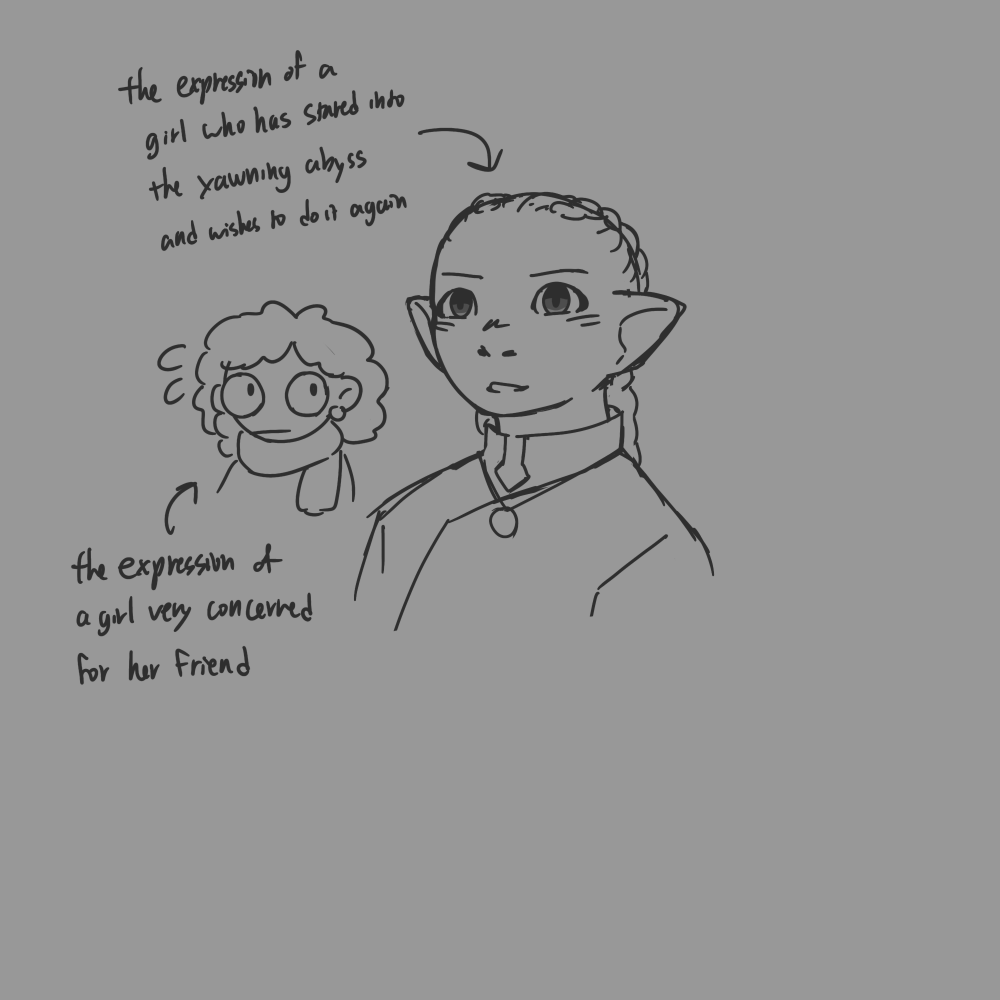 the expression of a
girl who has stared into
the yawning abyss
and wishes to do it again
the expression of
a girl very concerned
for her friend